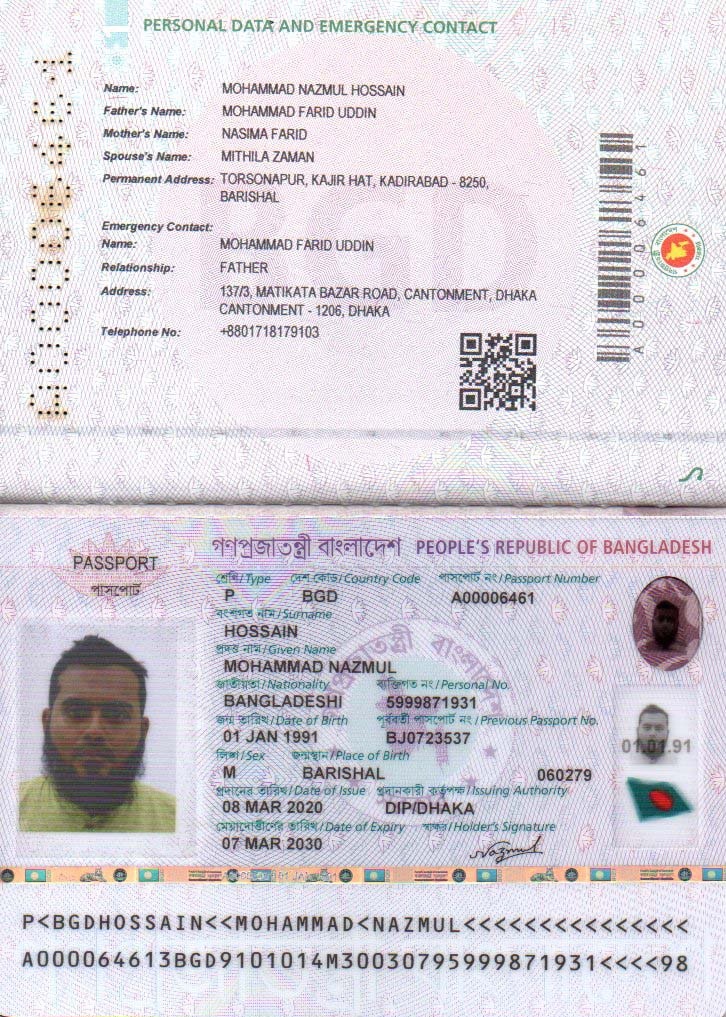 PERSONAL DATA AND EMERGENCY CONTACT
Name: MOHAMMAD NAZMUL HOSSAIN
Father's Name: MOHAMMAD FARID UDDIN
Mother's Name: NASIMA FARID
Spouse's Name: MITHILA ZAMAN
Permanent Address: TORSONAPUR, KAJIR HAT, KADIRABAD - 8250,
BARISHAL
Emergency Contact:
Name: MOHAMMAD FARID UDDIN
Relationship: FATHER
Address: 137/3, MATIKATA BAZAR ROAD, CANTONMENT, DHAKA
CANTONMENT - 1206, DHAKA
Telephone No: +8801718179103
A00006461
BGD
PASSPORT
পাসপোর্ট
গণপ্রজাতন্ত্রী বাংলাদেশ PEOPLE'S REPUBLIC OF BANGLADESH
শ্রেণি/Type দেশ কোড/Country Code পাসপোর্ট নং/Passport Number
P BGD A00006461
বংশগত নাম/Surname
HOSSAIN
প্রদত্ত নাম/Given Name
MOHAMMAD NAZMUL
জাতীয়তা/Nationality ব্যক্তিগত নং/Personal No.
BANGLADESHI 5999871931
জন্ম তারিখ/Date of Birth পূর্ববর্তী পাসপোর্ট নং/Previous Passport No.
01 JAN 1991 BJ0723537
লিঙ্গ/Sex জন্মস্থান/Place of Birth
M BARISHAL 060279
প্রদানের তারিখ/Date of Issue প্রদানকারী কর্তৃপক্ষ/Issuing Authority
08 MAR 2020 DIP/DHAKA
মেয়াদোত্তীর্ণের তারিখ/Date of Expiry স্বাক্ষর/Holder's Signature
07 MAR 2030 Nazmul
01.01.91
P<BGDHOSSAIN<<MOHAMMAD<NAZMUL<<<<<<<<<<<<<<<
A000064613BGD9101014M30030795999871931<<<<98